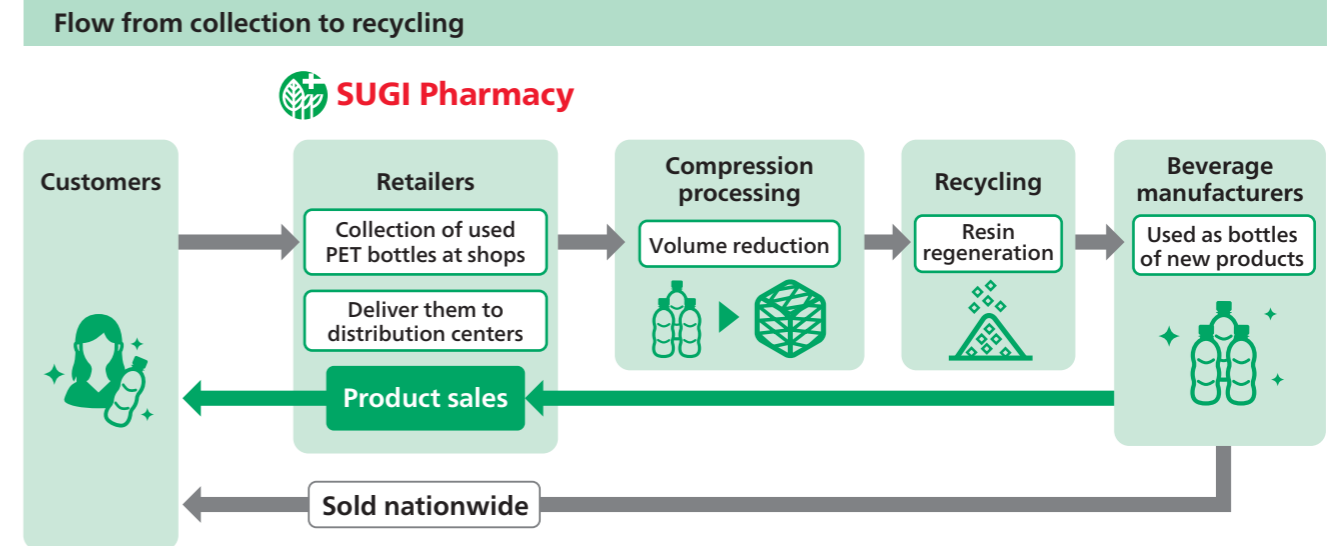 Flow from collection to recycling
SUGI Pharmacy
Customers
Retailers
Collection of used
PET bottles at shops
Deliver them to
distribution centers
Product sales
Compression
processing
Volume reduction
Recycling
Resin
regeneration
Beverage
manufacturers
Used as bottles
of new products
Sold nationwide